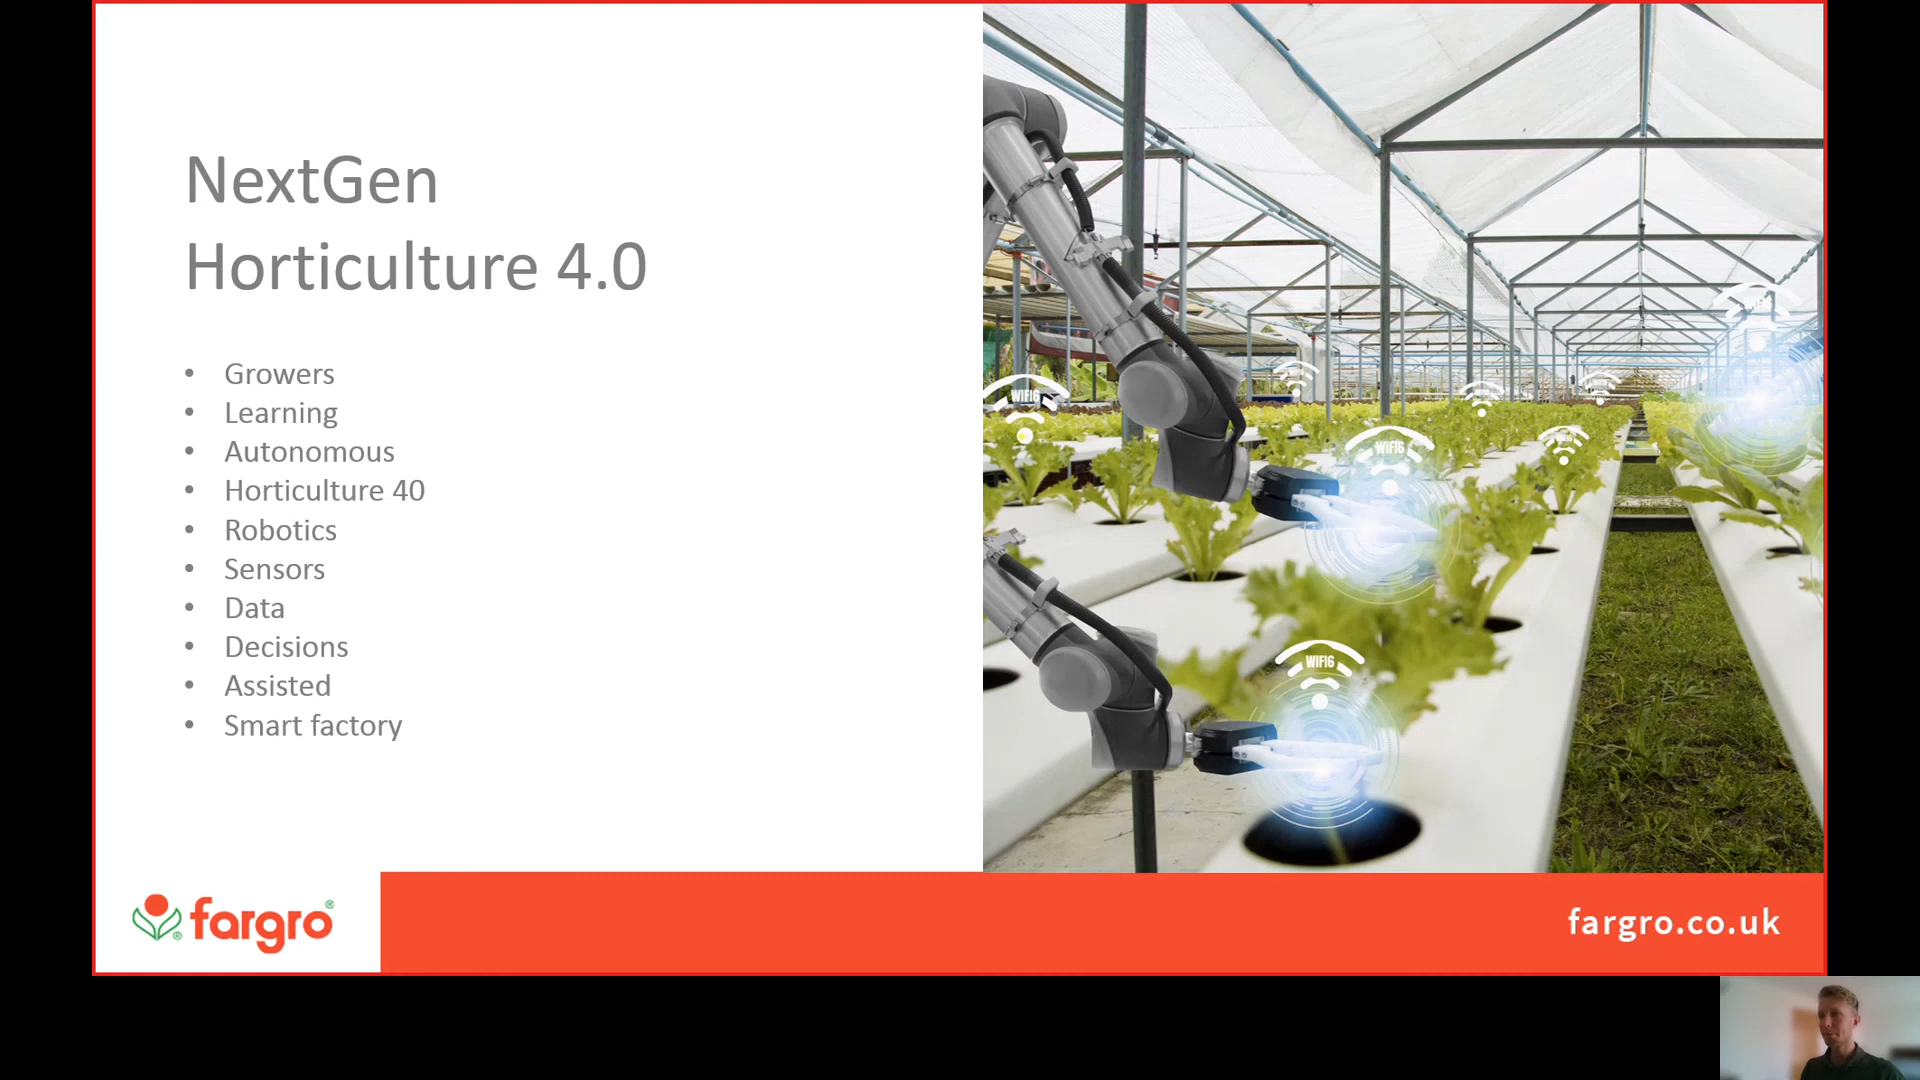 NextGen
Horticulture 4.0
• Growers
• Learning
• Autonomous
• Horticulture 40
• Robotics
• Sensors
• Data
• Decisions
• Assisted
• Smart factory
WIFI6
WIFI6
WIFI6
fargro®
fargro.co.uk